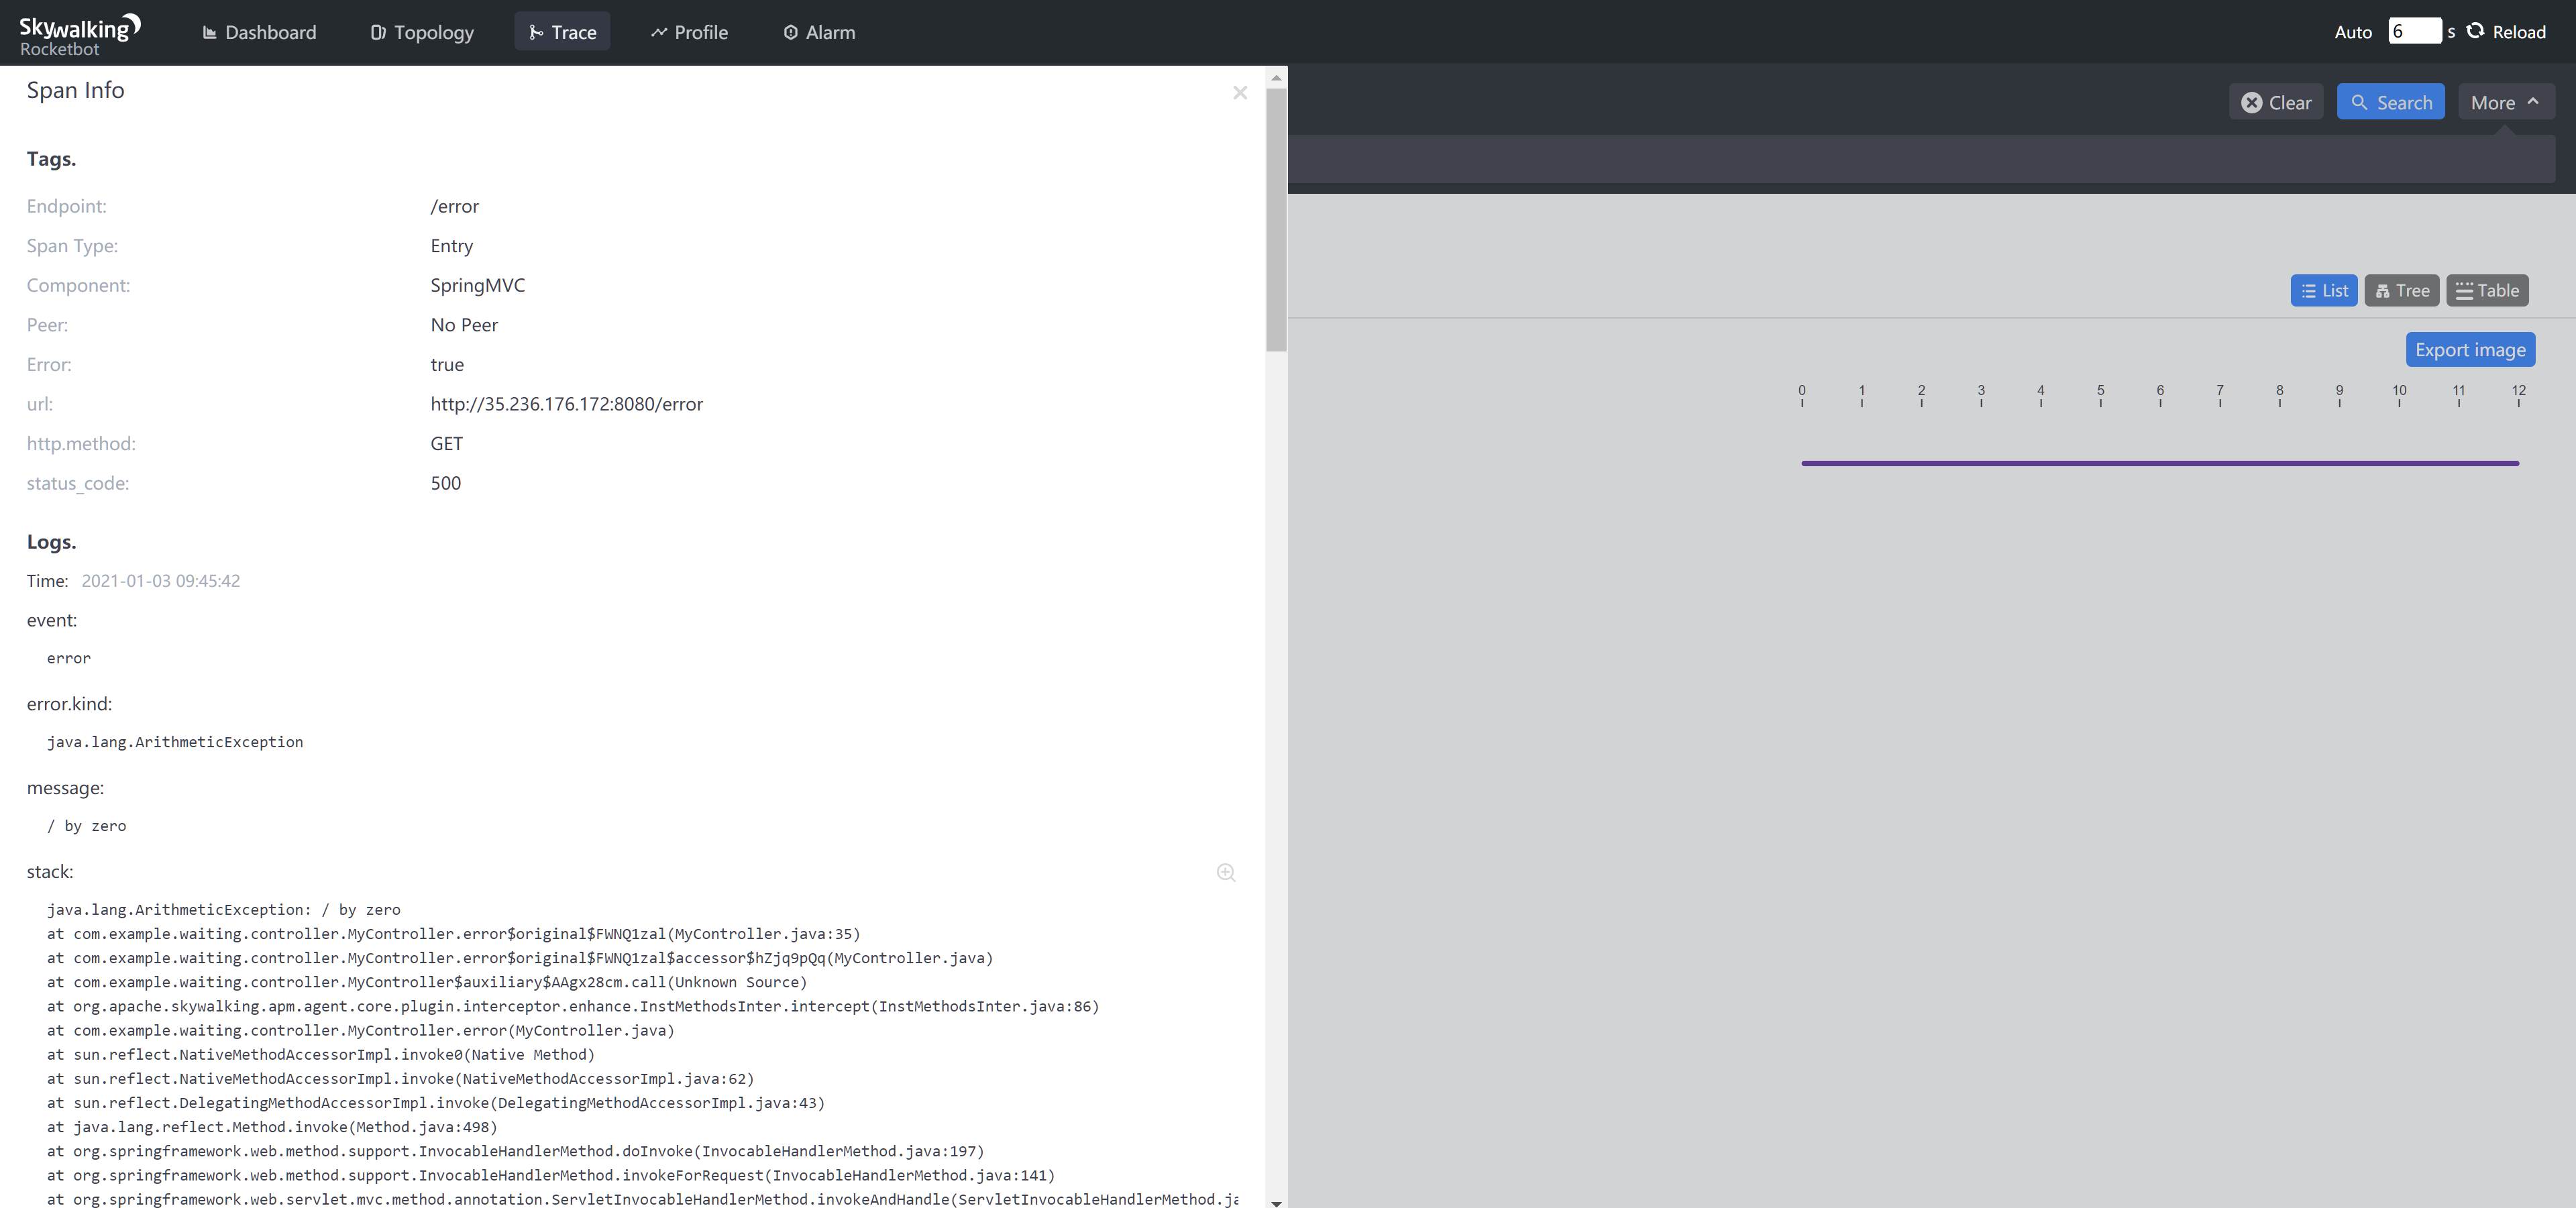 Skywalking
Rocketbot
Dashboard
Topology
Trace
Profile
Alarm
Auto 6 s Reload
Span Info
Clear
Search
More
Tags.
Endpoint: /error
Span Type: Entry
Component: SpringMVC
Peer: No Peer
Error: true
url: http://35.236.176.172:8080/error
http.method: GET
status_code: 500
List
Tree
Table
Export image
0 1 2 3 4 5 6 7 8 9 10 11 12
Logs.
Time: 2021-01-03 09:45:42
event:
error
error.kind:
java.lang.ArithmeticException
message:
/ by zero
stack:
java.lang.ArithmeticException: / by zero
at com.example.waiting.controller.MyController.error$original$FWNQ1zal(MyController.java:35)
at com.example.waiting.controller.MyController.error$original$FWNQ1zal$accessor$hZjq9pQq(MyController.java)
at com.example.waiting.controller.MyController$auxiliary$AAgx28cm.call(Unknown Source)
at org.apache.skywalking.apm.agent.core.plugin.interceptor.enhance.InstMethodsInter.intercept(InstMethodsInter.java:86)
at com.example.waiting.controller.MyController.error(MyController.java)
at sun.reflect.NativeMethodAccessorImpl.invoke0(Native Method)
at sun.reflect.NativeMethodAccessorImpl.invoke(NativeMethodAccessorImpl.java:62)
at sun.reflect.DelegatingMethodAccessorImpl.invoke(DelegatingMethodAccessorImpl.java:43)
at java.lang.reflect.Method.invoke(Method.java:498)
at org.springframework.web.method.support.InvocableHandlerMethod.doInvoke(InvocableHandlerMethod.java:197)
at org.springframework.web.method.support.InvocableHandlerMethod.invokeForRequest(InvocableHandlerMethod.java:141)
at org.springframework.web.servlet.mvc.method.annotation.ServletInvocableHandlerMethod.invokeAndHandle(ServletInvocableHandlerMethod.ja